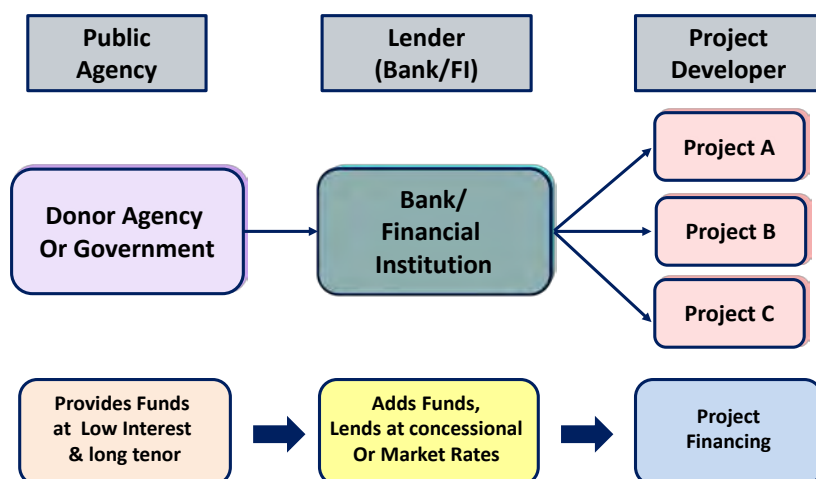 Public
Agency
Lender
(Bank/FI)
Project
Developer
Donor Agency
Or Government
Bank/
Financial
Institution
Project A
Project B
Project C
Provides Funds
at Low Interest
& long tenor
Adds Funds,
Lends at concessional
Or Market Rates
Project
Financing